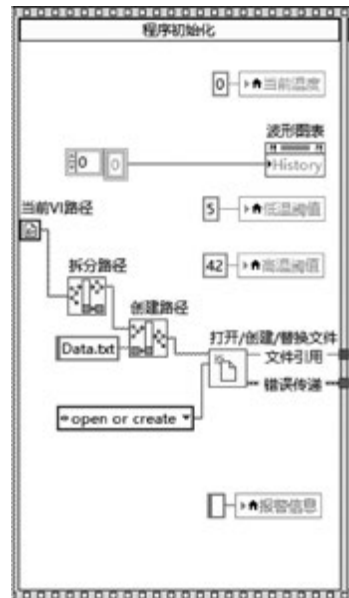 程序初始化
0 当前温度
波形图表
0 0 History
当前VI路径
5 低温阈值
拆分路径
42 高温阈值
创建路径
打开/创建/替换文件
Data.txt
文件引用
错误传递
open or create
报警信息